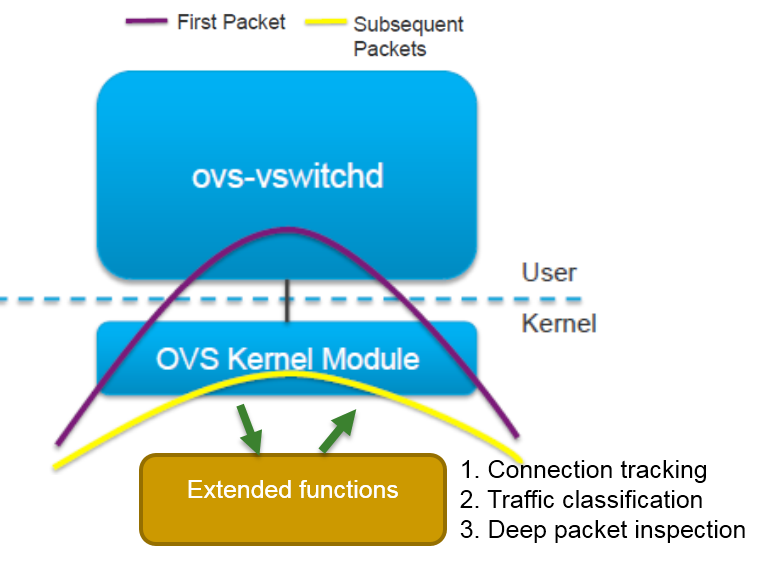 First Packet
Subsequent
Packets
ovs-vswitchd
User
Kernel
OVS Kernel Module
Extended functions
1. Connection tracking
2. Traffic classification
3. Deep packet inspection